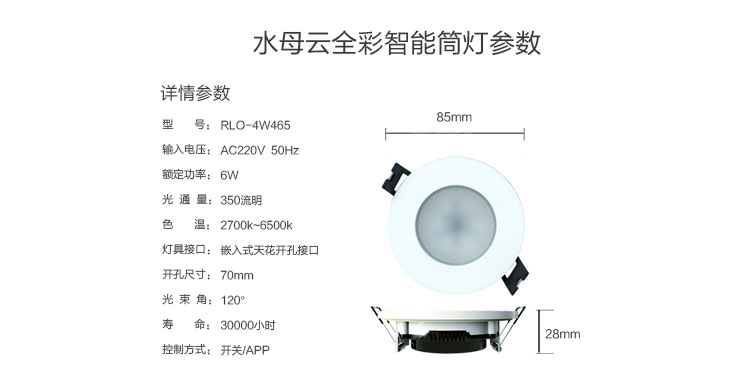 水母云全彩智能筒灯参数
详情参数
型 号： RLO-4W465
输入电压： AC220V 50Hz
额定功率： 6W
光 通 量： 350流明
色 温： 2700k~6500k
灯具接口： 嵌入式天花开孔接口
开孔尺寸： 70mm
光 束 角： 120°
寿 命： 30000小时
控制方式： 开关/APP
85mm
28mm